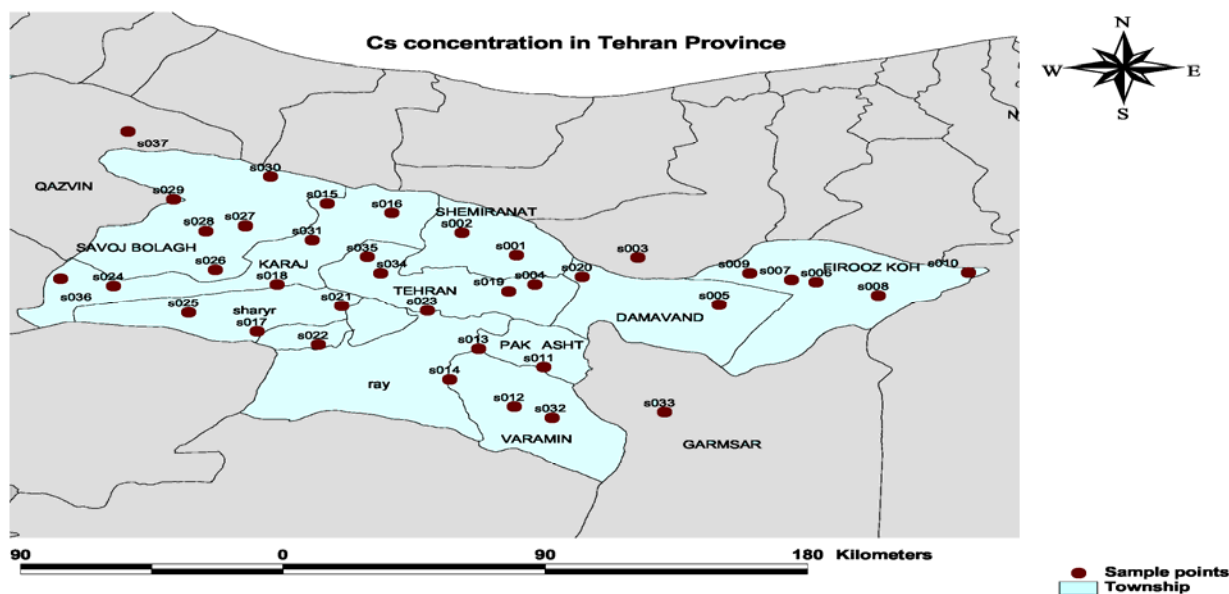 Cs concentration in Tehran Province
N
W E
S
N
s037
s030
QAZVIN
s029
s015
s016
SHEMIRANAT
s028
s027
s002
s031
SAVOJ BOLAGH
s035
s001
s003
s026
KARAJ
s034
s009
EIROOZ KOH
s010
s024
s018
s004
s020
s007
s006
s036
TEHRAN
s019
s008
s025
sharyr
s021
s023
s005
s017
DAMAVAND
s022
s013
PAK ASHT
s011
s014
ray
s012
s032
s033
VARAMIN
GARMSAR
90 0 90 180 Kilometers
Sample points
Township